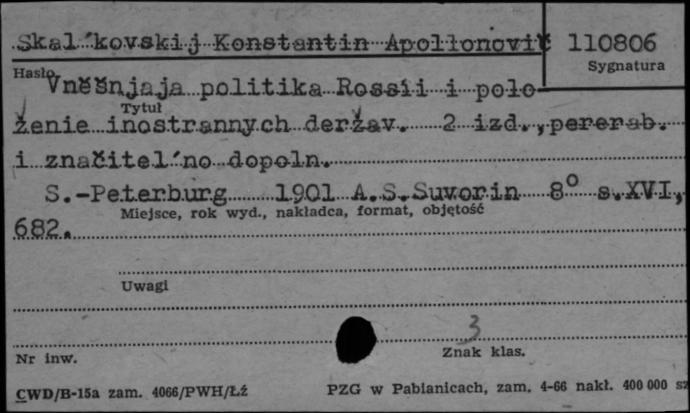 Skal´kovskij Konstantin Apollonovič 110806
Hasło Sygnatura
Vněšnjaja politika Rossii i polo-
Tytuł
ženie inostrannych deržav. 2 izd., pererab.
i značitel´no dopoln.
S.-Peterburg 1901 A.S.Suvorin 8° s.XVI,
Miejsce, rok wyd., nakładca, format, objętość
682.
Uwagi
3
Nr inw. Znak klas.
CWD/B-15a zam. 4066/PWH/Łź PZG w Pabianicach, zam. 4-66 nakł. 400 000 sz